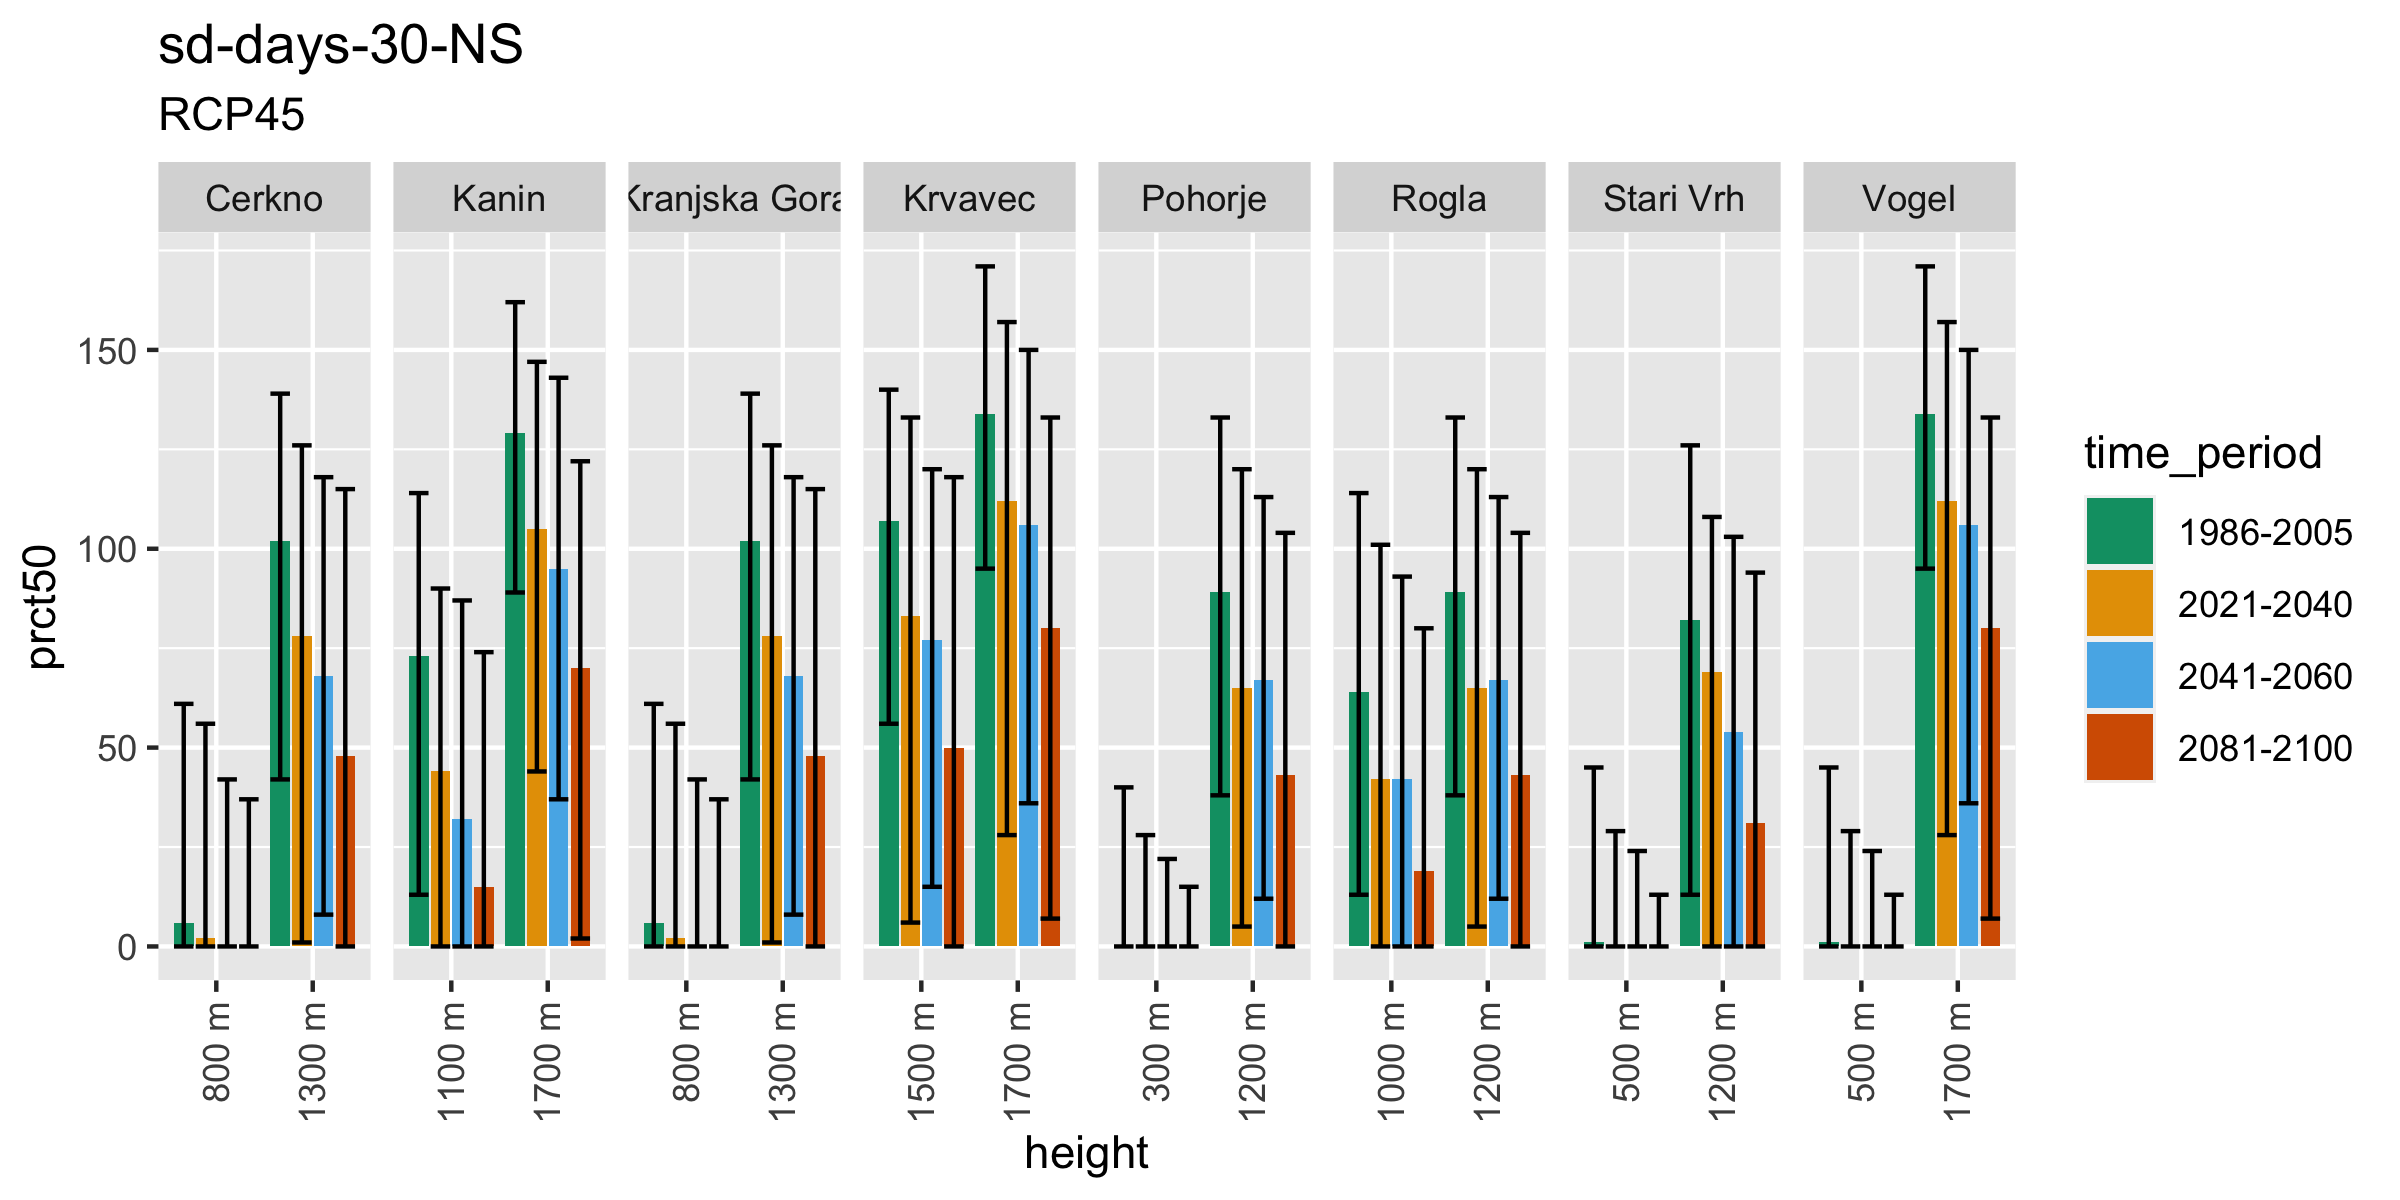 sd-days-30-NS
RCP45
Cerkno Kanin Kranjska Gora Krvavec Pohorje Rogla Stari Vrh Vogel
prct50
150
100
50
0
800 m 1300 m 1100 m 1700 m 800 m 1300 m 1500 m 1700 m 300 m 1200 m 1000 m 1200 m 500 m 1200 m 500 m 1700 m
height
time_period
1986-2005
2021-2040
2041-2060
2081-2100